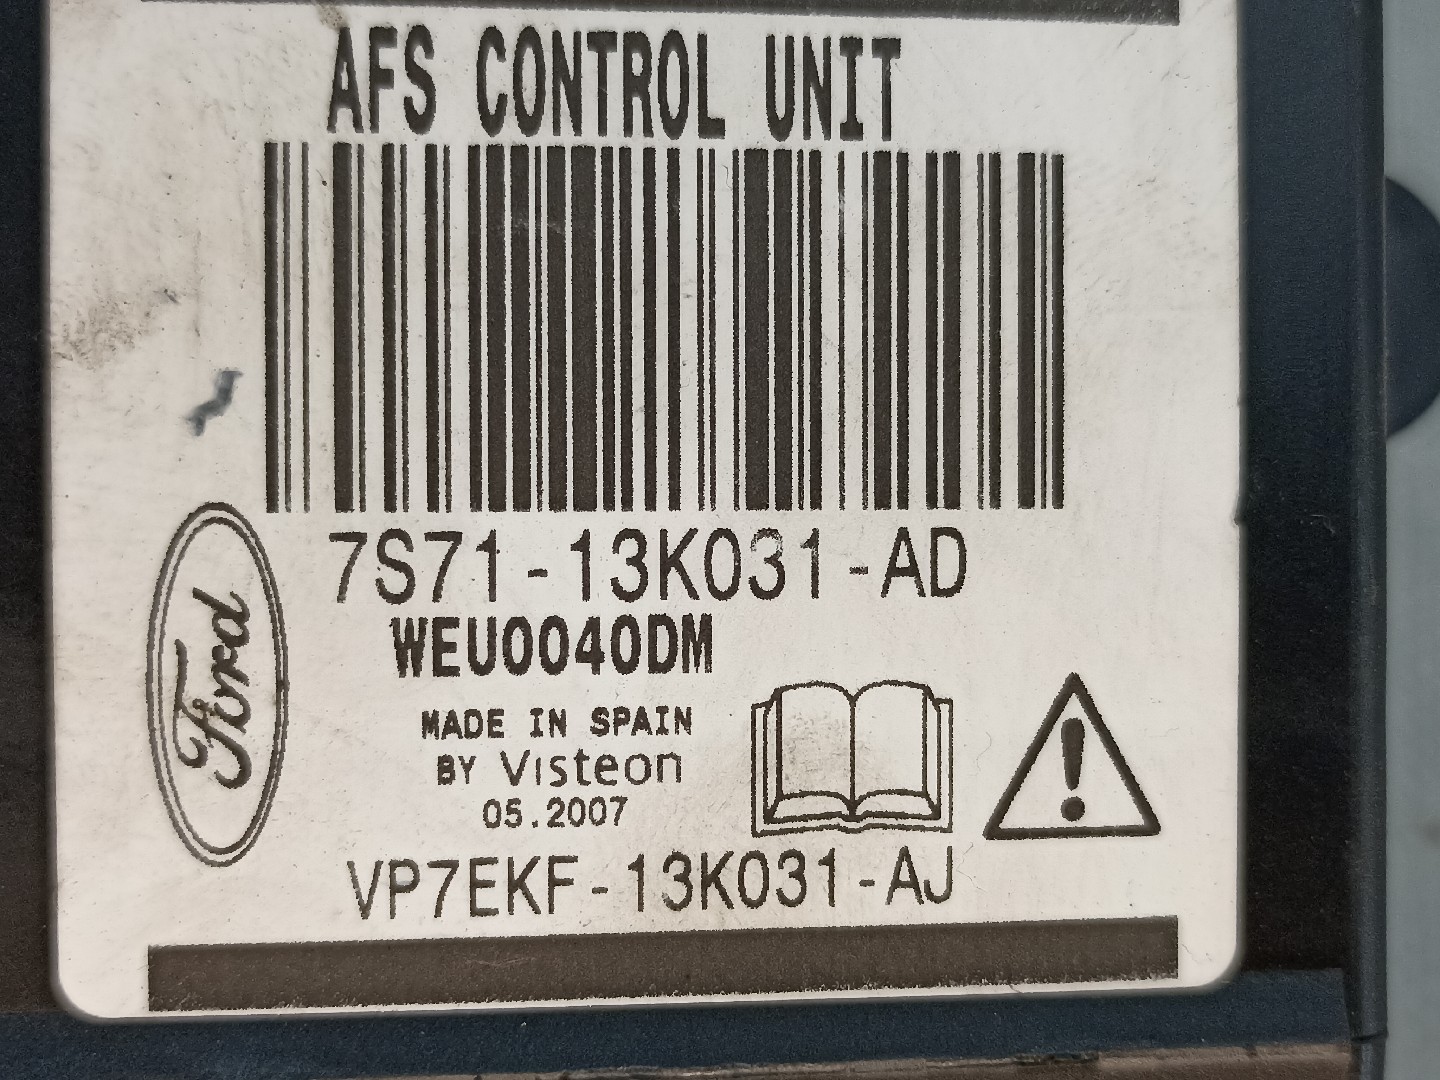 AFS CONTROL UNIT
7S71-13K031-AD
WEU0040DM
MADE IN SPAIN
BY Visteon
05.2007
VP7EKF-13K031-AJ
Ford